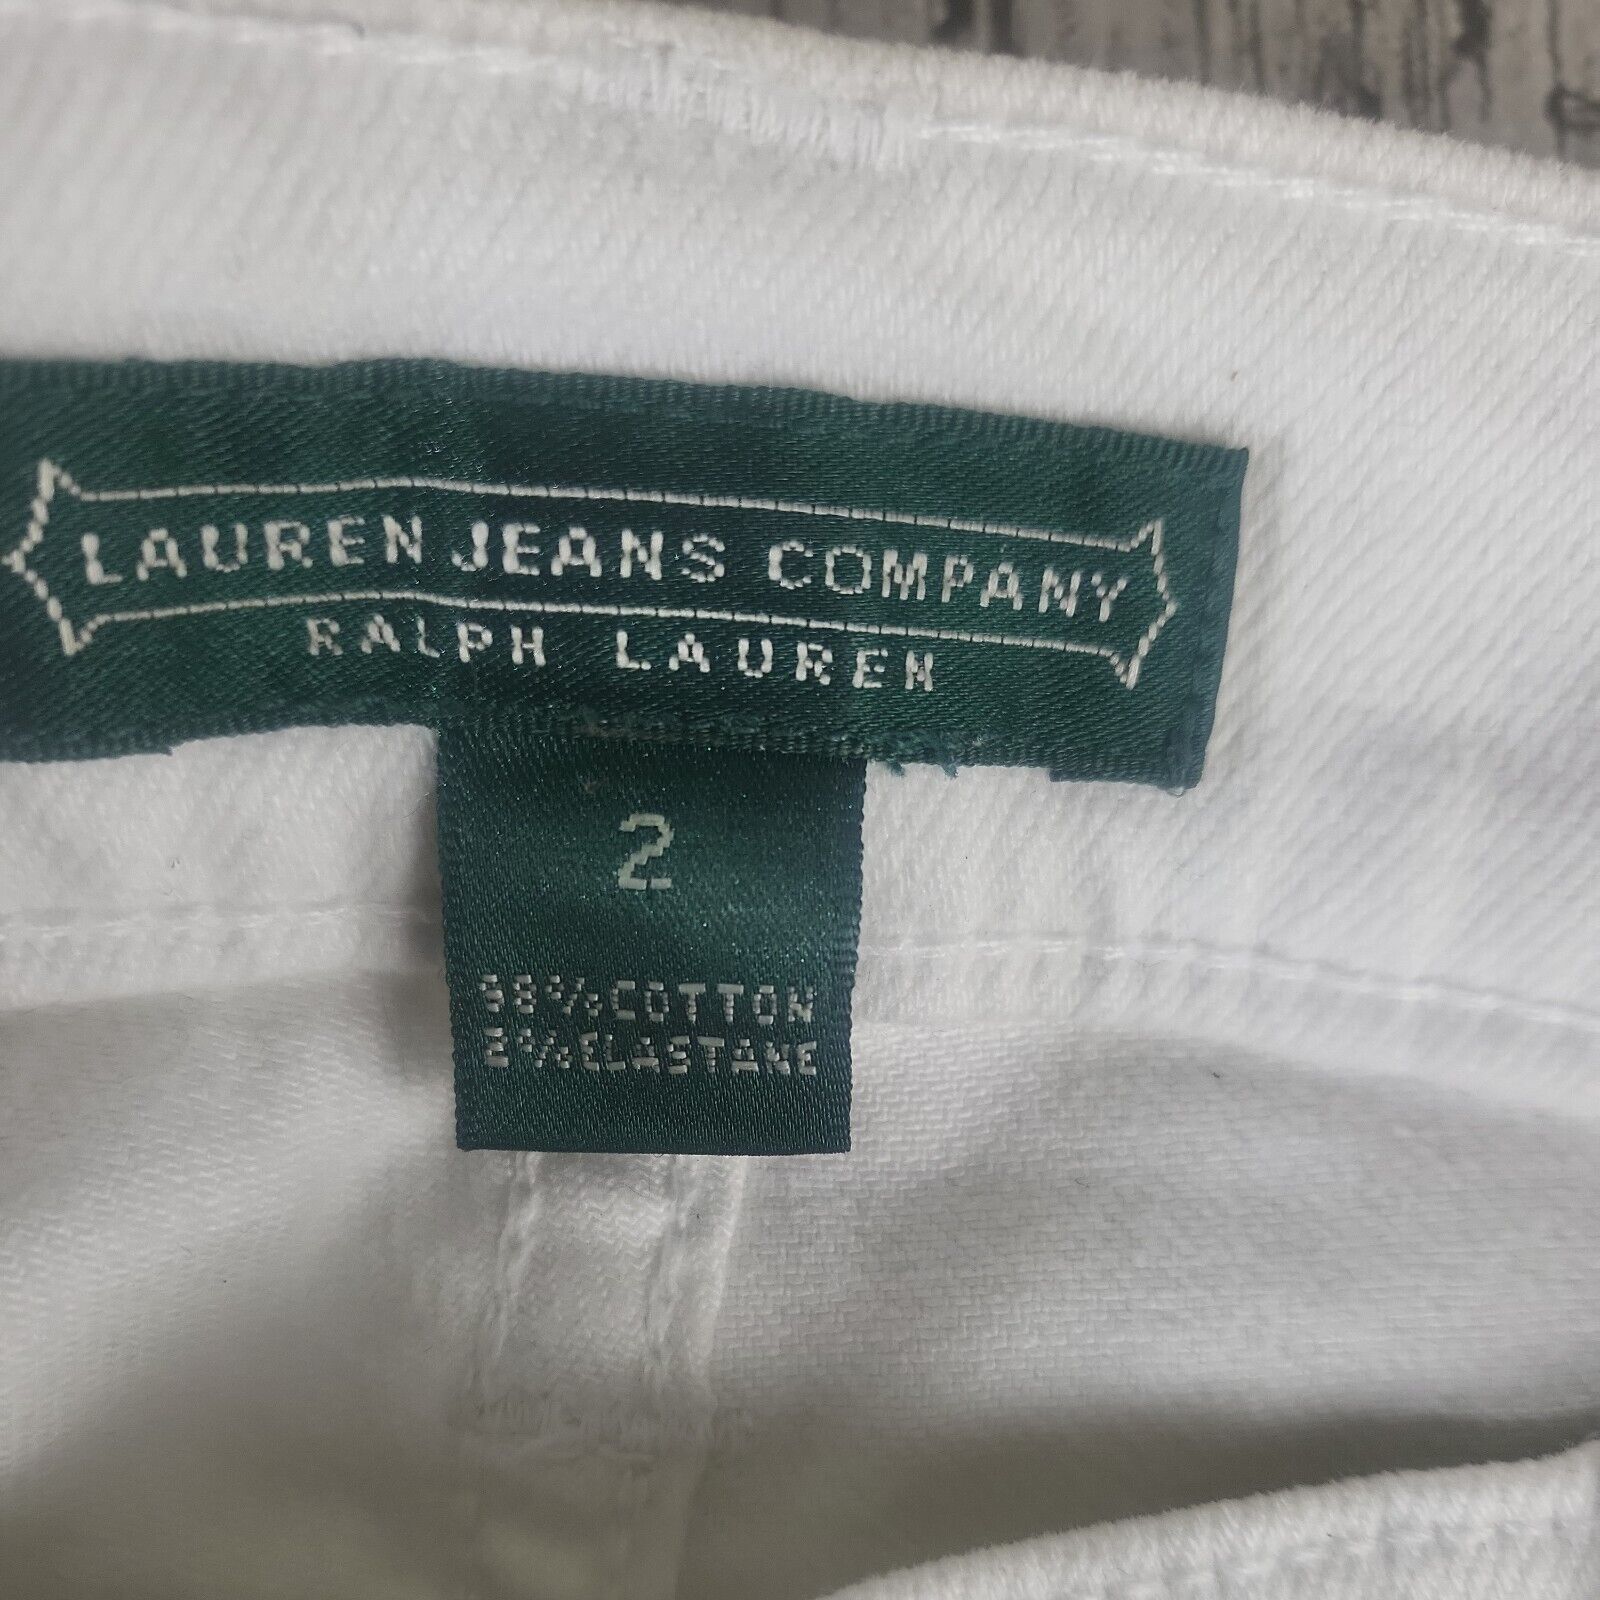 LAUREN JEANS COMPANY
RALPH LAUREN
2
98% COTTON
2% ELASTANE